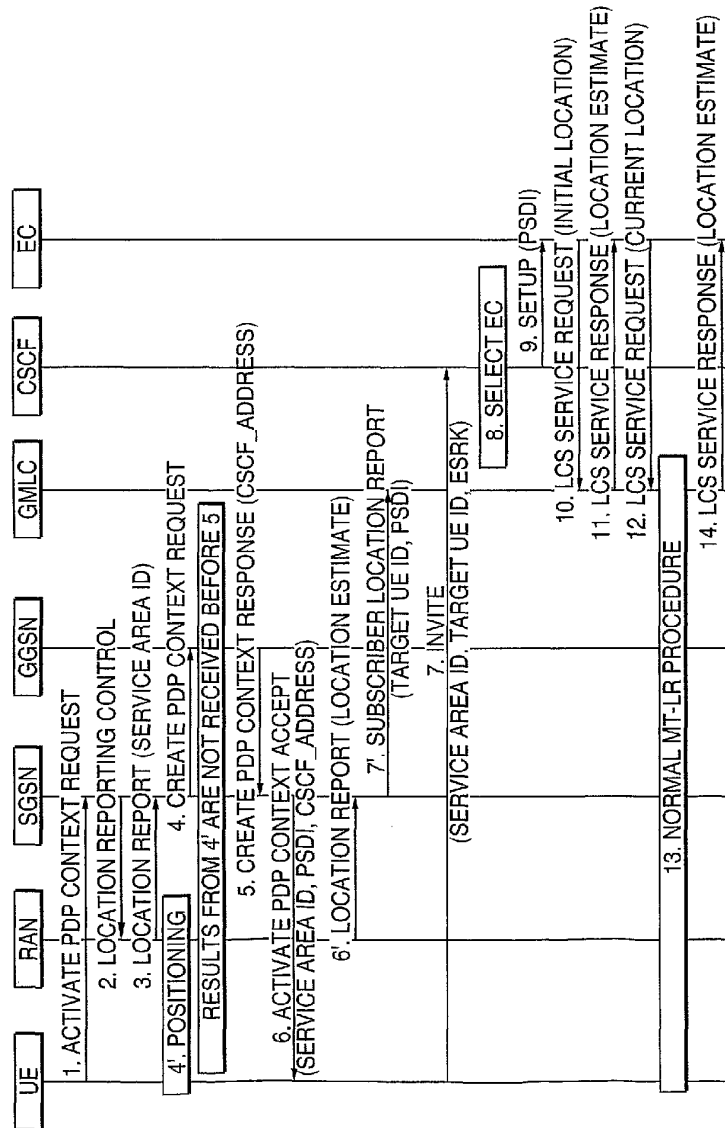 UE
RAN
SGSN
GGSN
GMLC
CSCF
EC
1. ACTIVATE PDP CONTEXT REQUEST
2. LOCATION REPORTING CONTROL
3. LOCATION REPORT (SERVICE AREA ID)
4. CREATE PDP CONTEXT REQUEST
4'. POSITIONING
RESULTS FROM 4' ARE NOT RECEIVED BEFORE 5
5. CREATE PDP CONTEXT RESPONSE (CSCF_ADDRESS)
6. ACTIVATE PDP CONTEXT ACCEPT
(SERVICE AREA ID, PSDI, CSCF_ADDRESS)
6'. LOCATION REPORT (LOCATION ESTIMATE)
7'. SUBSCRIBER LOCATION REPORT
(TARGET UE ID, PSDI)
7. INVITE
(SERVICE AREA ID, TARGET UE ID, ESRK)
8. SELECT EC
9. SETUP (PSDI)
10. LCS SERVICE REQUEST (INITIAL LOCATION)
11. LCS SERVICE RESPONSE (LOCATION ESTIMATE)
12. LCS SERVICE REQUEST (CURRENT LOCATION)
13. NORMAL MT-LR PROCEDURE
14. LCS SERVICE RESPONSE (LOCATION ESTIMATE)